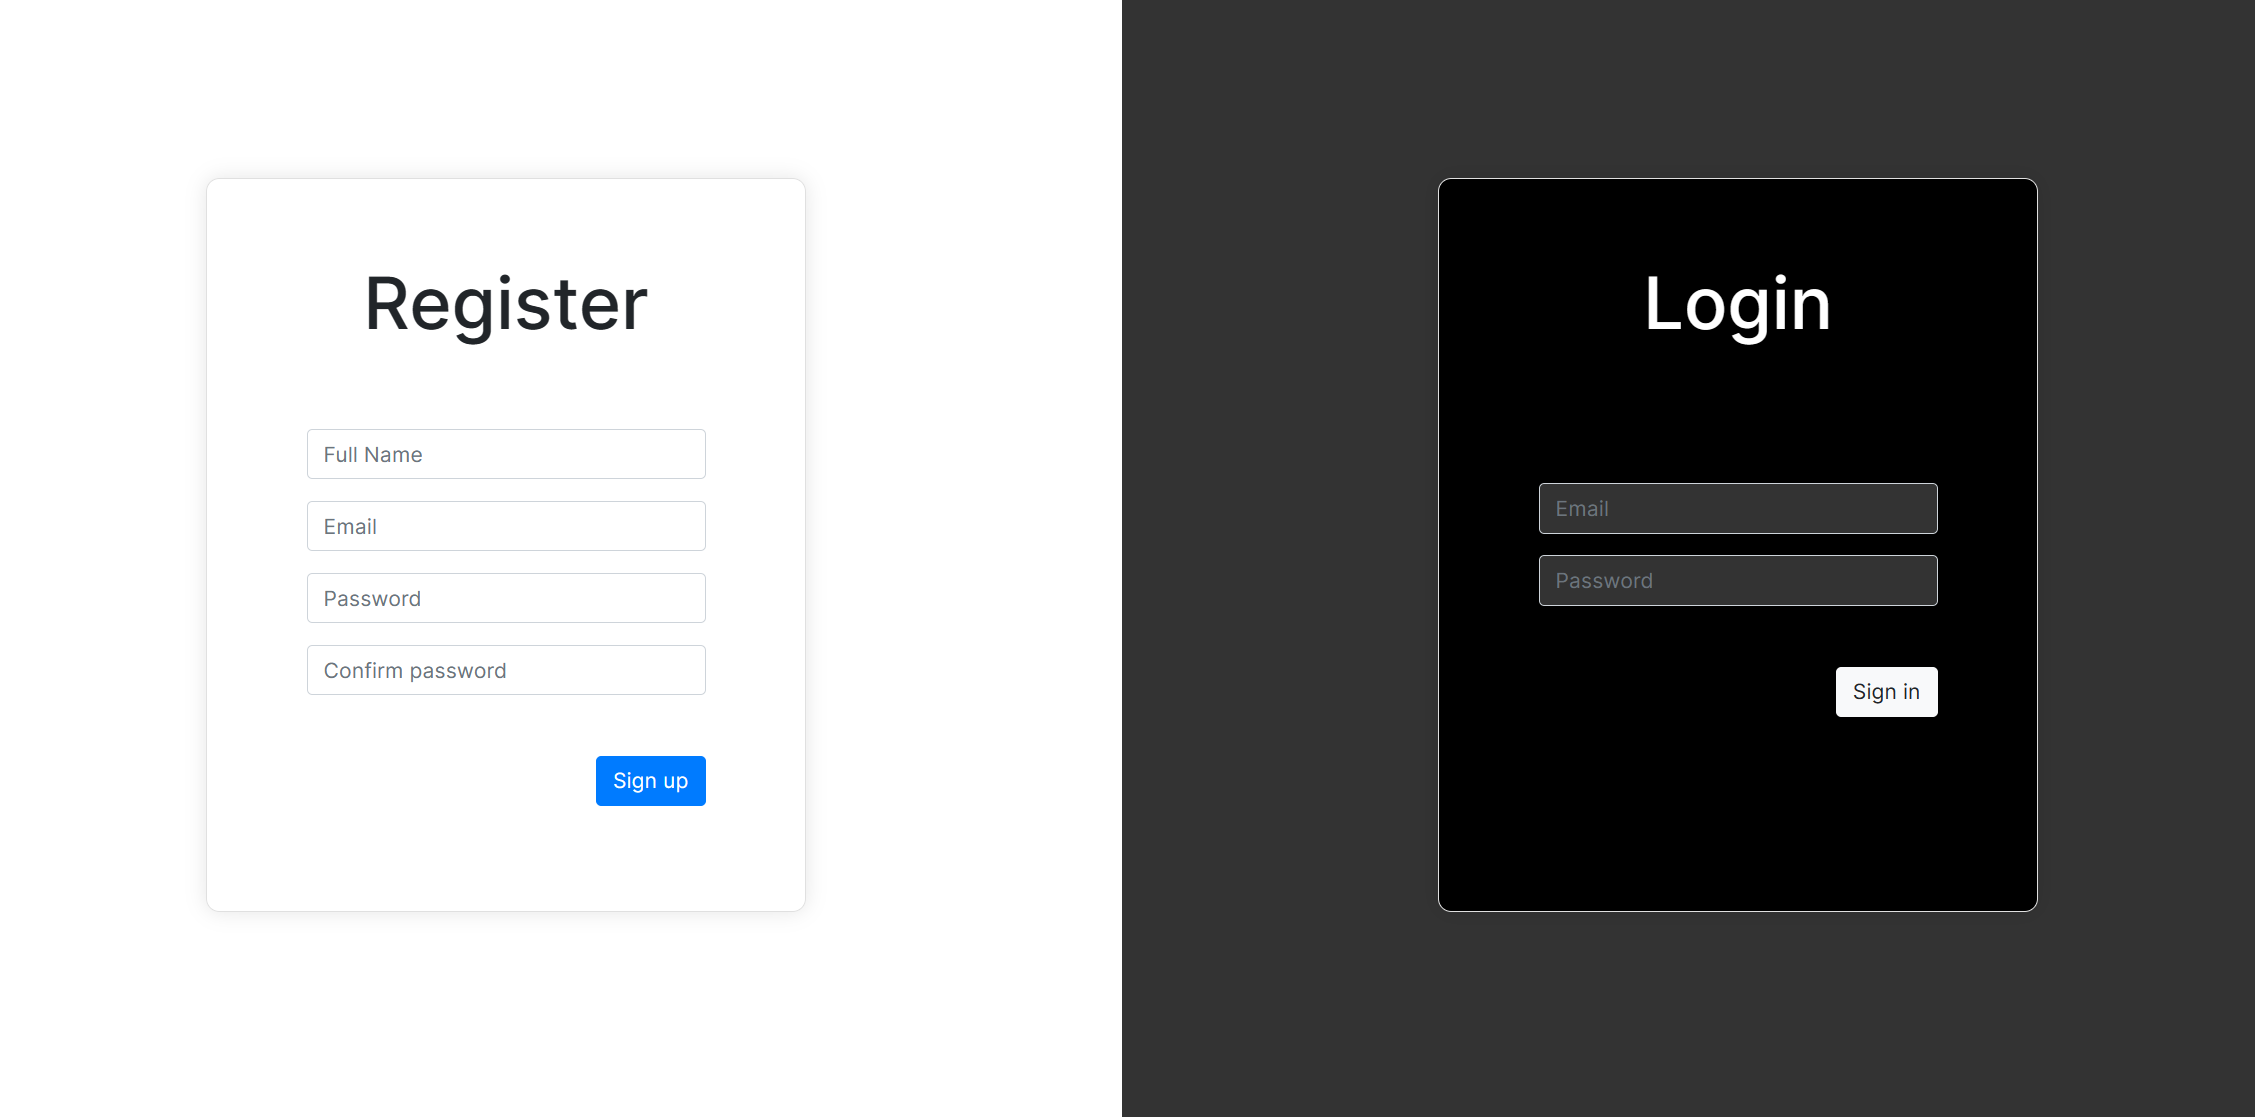 Register
Full Name
Email
Password
Confirm password
Sign up
Login
Email
Password
Sign in